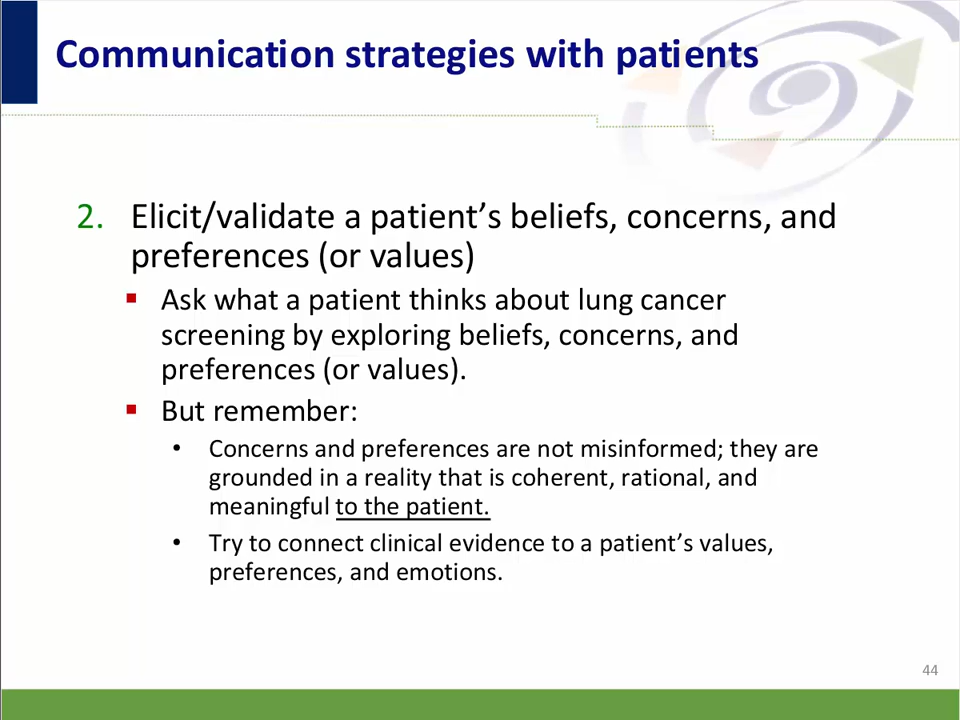 Communication strategies with patients
2. Elicit/validate a patient's beliefs, concerns, and
preferences (or values)
▪ Ask what a patient thinks about lung cancer
screening by exploring beliefs, concerns, and
preferences (or values).
▪ But remember:
• Concerns and preferences are not misinformed; they are
grounded in a reality that is coherent, rational, and
meaningful to the patient.
• Try to connect clinical evidence to a patient's values,
preferences, and emotions.
44